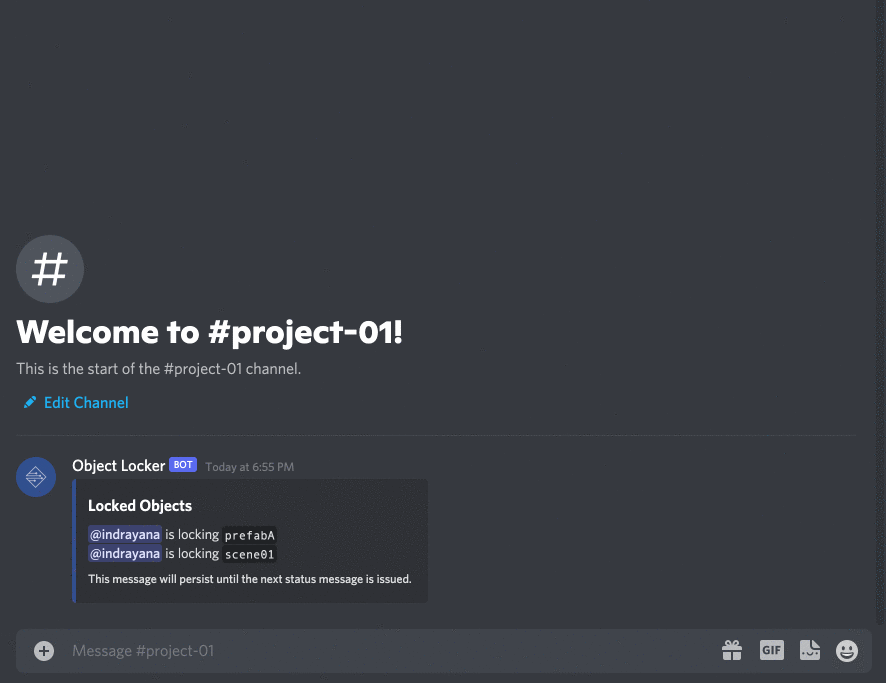 Welcome to #project-01!
This is the start of the #project-01 channel.
Edit Channel
Object Locker BOT Today at 6:55 PM
Locked Objects
@indrayana is locking prefabA
@indrayana is locking scene01
This message will persist until the next status message is issued.
Message #project-01 GIF